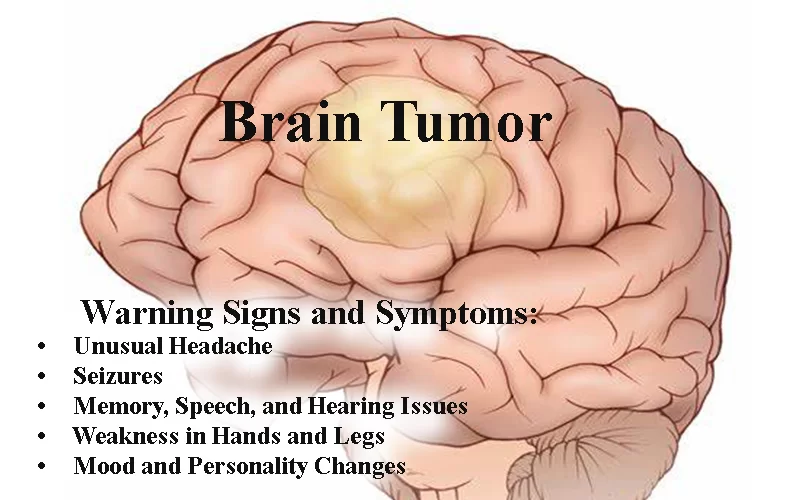 Brain Tumor
Warning Signs and Symptoms:
• Unusual Headache
• Seizures
• Memory, Speech, and Hearing Issues
• Weakness in Hands and Legs
• Mood and Personality Changes